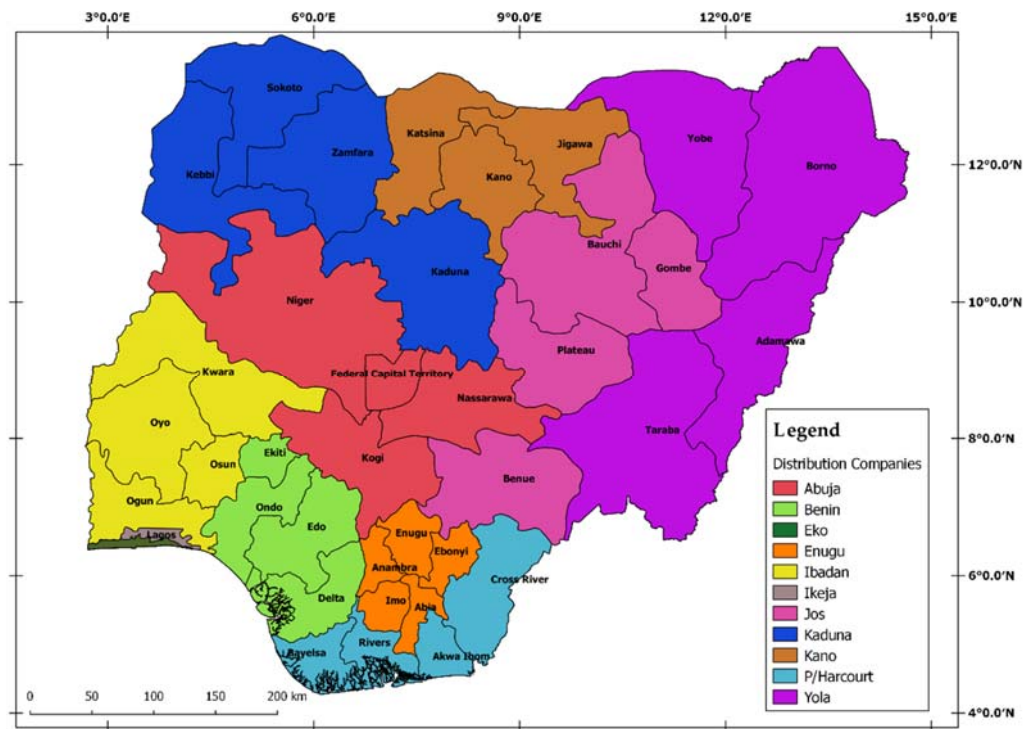 3°0.0'E 6°0.0'E 9°0.0'E 12°0.0'E 15°0.0'E
Sokoto
Katsina
Jigawa
Yobe
Zamfara
12°0.0'N
Kebbi
Kano
Borno
Bauchi
Kaduna
Gombe
Niger
10°0.0'N
Adamawa
Plateau
Kwara
Federal Capital Territory
Nassarawa
Oyo
Taraba
8°0.0'N
Osun
Ekiti
Kogi
Benue
Ogun
Ondo
Edo
Lagos
Enugu
Ebonyi
Anambra
Cross River
6°0.0'N
Delta
Imo
Abia
Rivers
Bayelsa
Akwa Ibom
4°0.0'N
0 50 100 200 km
Legend
Distribution Companies
Abuja
Benin
Eko
Enugu
Ibadan
Ikeja
Jos
Kaduna
Kano
P/Harcourt
Yola